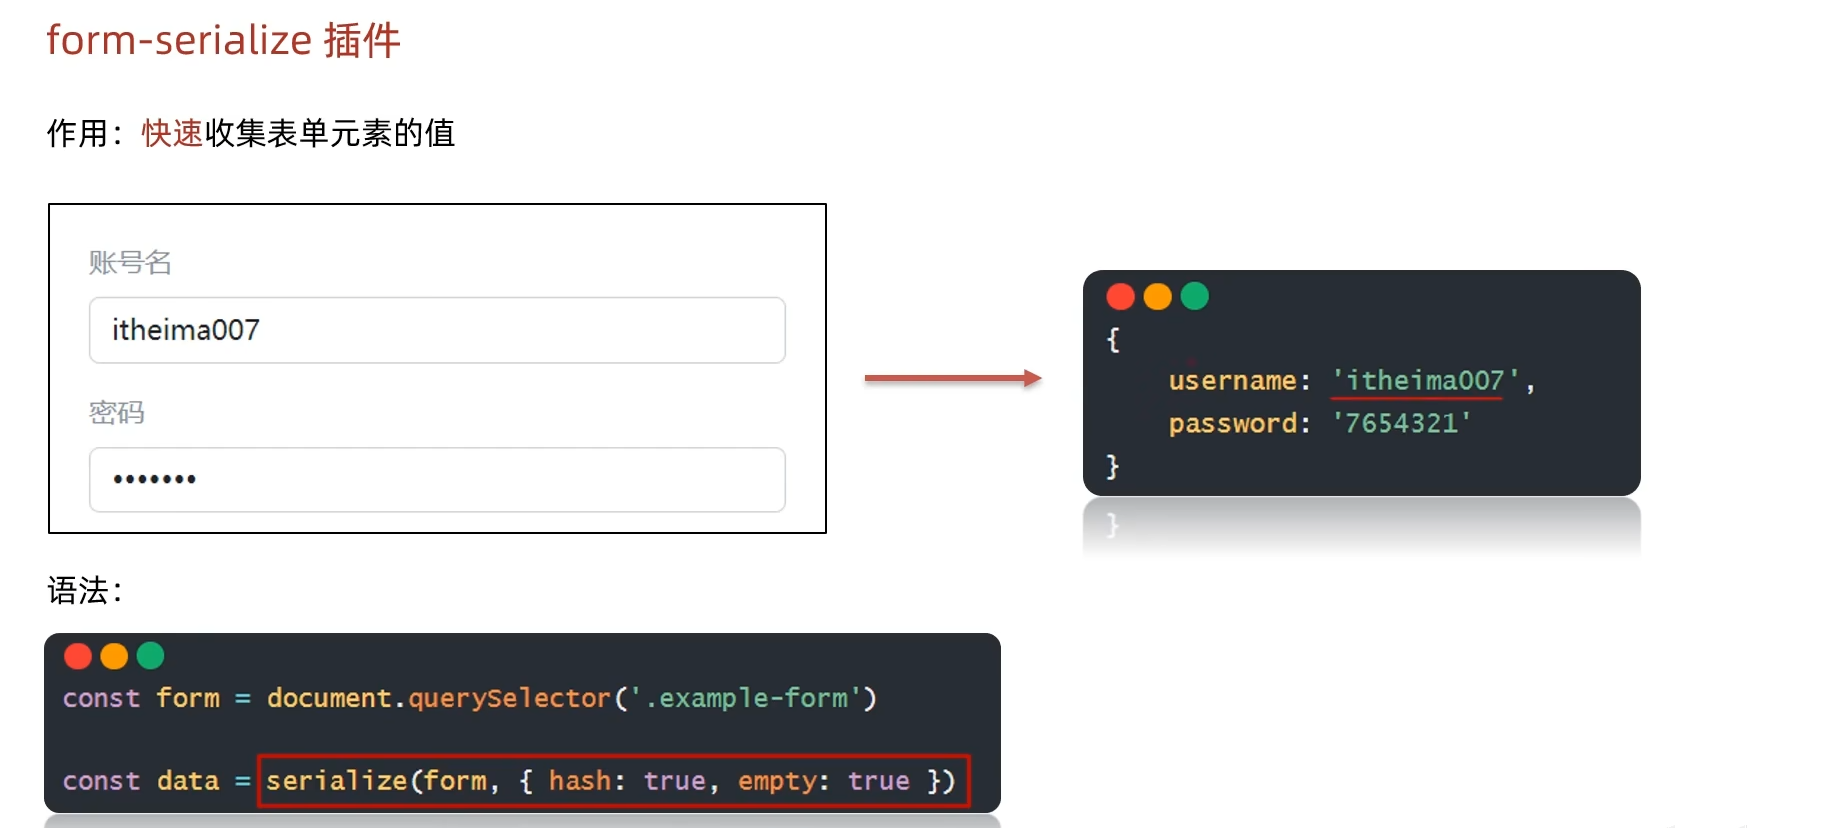 form-serialize 插件
作用：快速收集表单元素的值
账号名
itheima007
密码
•••••••
{
username: 'itheima007',
password: '7654321'
}
}
语法：
const form = document.querySelector('.example-form')
const data = serialize(form, { hash: true, empty: true })